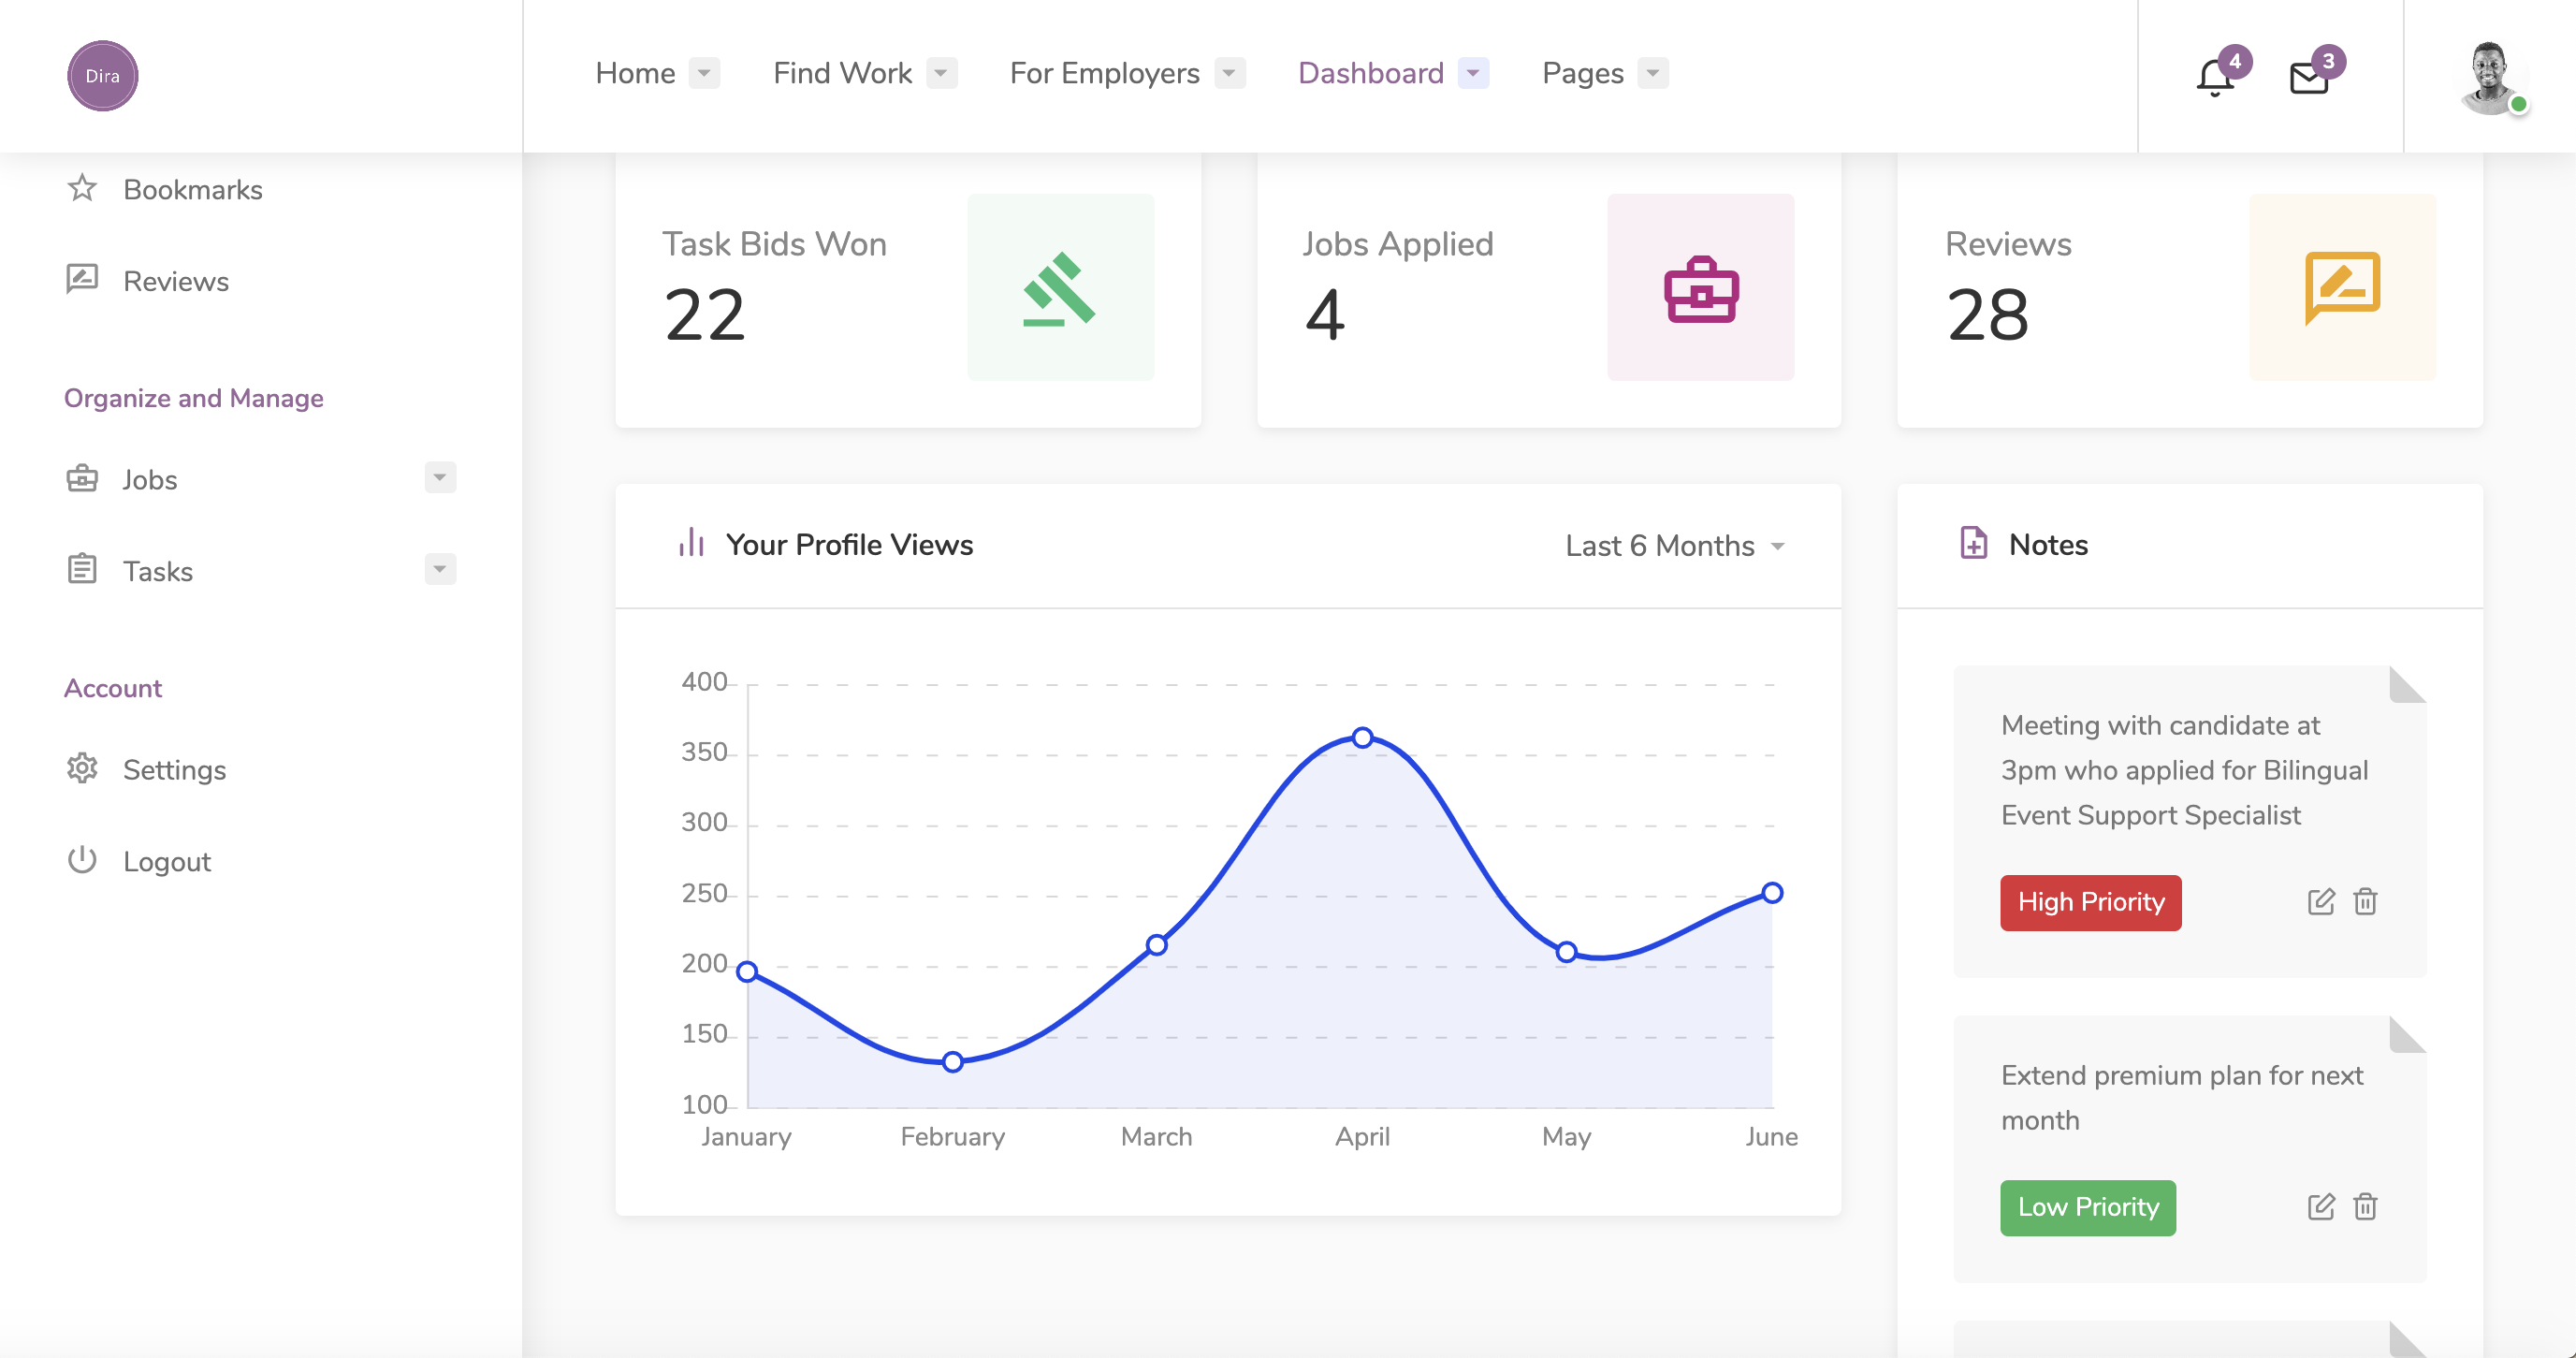 Dira
Home
Find Work
For Employers
Dashboard
Pages
4
3
Bookmarks
Reviews
Organize and Manage
Jobs
Tasks
Account
Settings
Logout
Task Bids Won
22
Jobs Applied
4
Reviews
28
Your Profile Views
Last 6 Months
400
350
300
250
200
150
100
January
February
March
April
May
June
Notes
Meeting with candidate at
3pm who applied for Bilingual
Event Support Specialist
High Priority
Extend premium plan for next
month
Low Priority